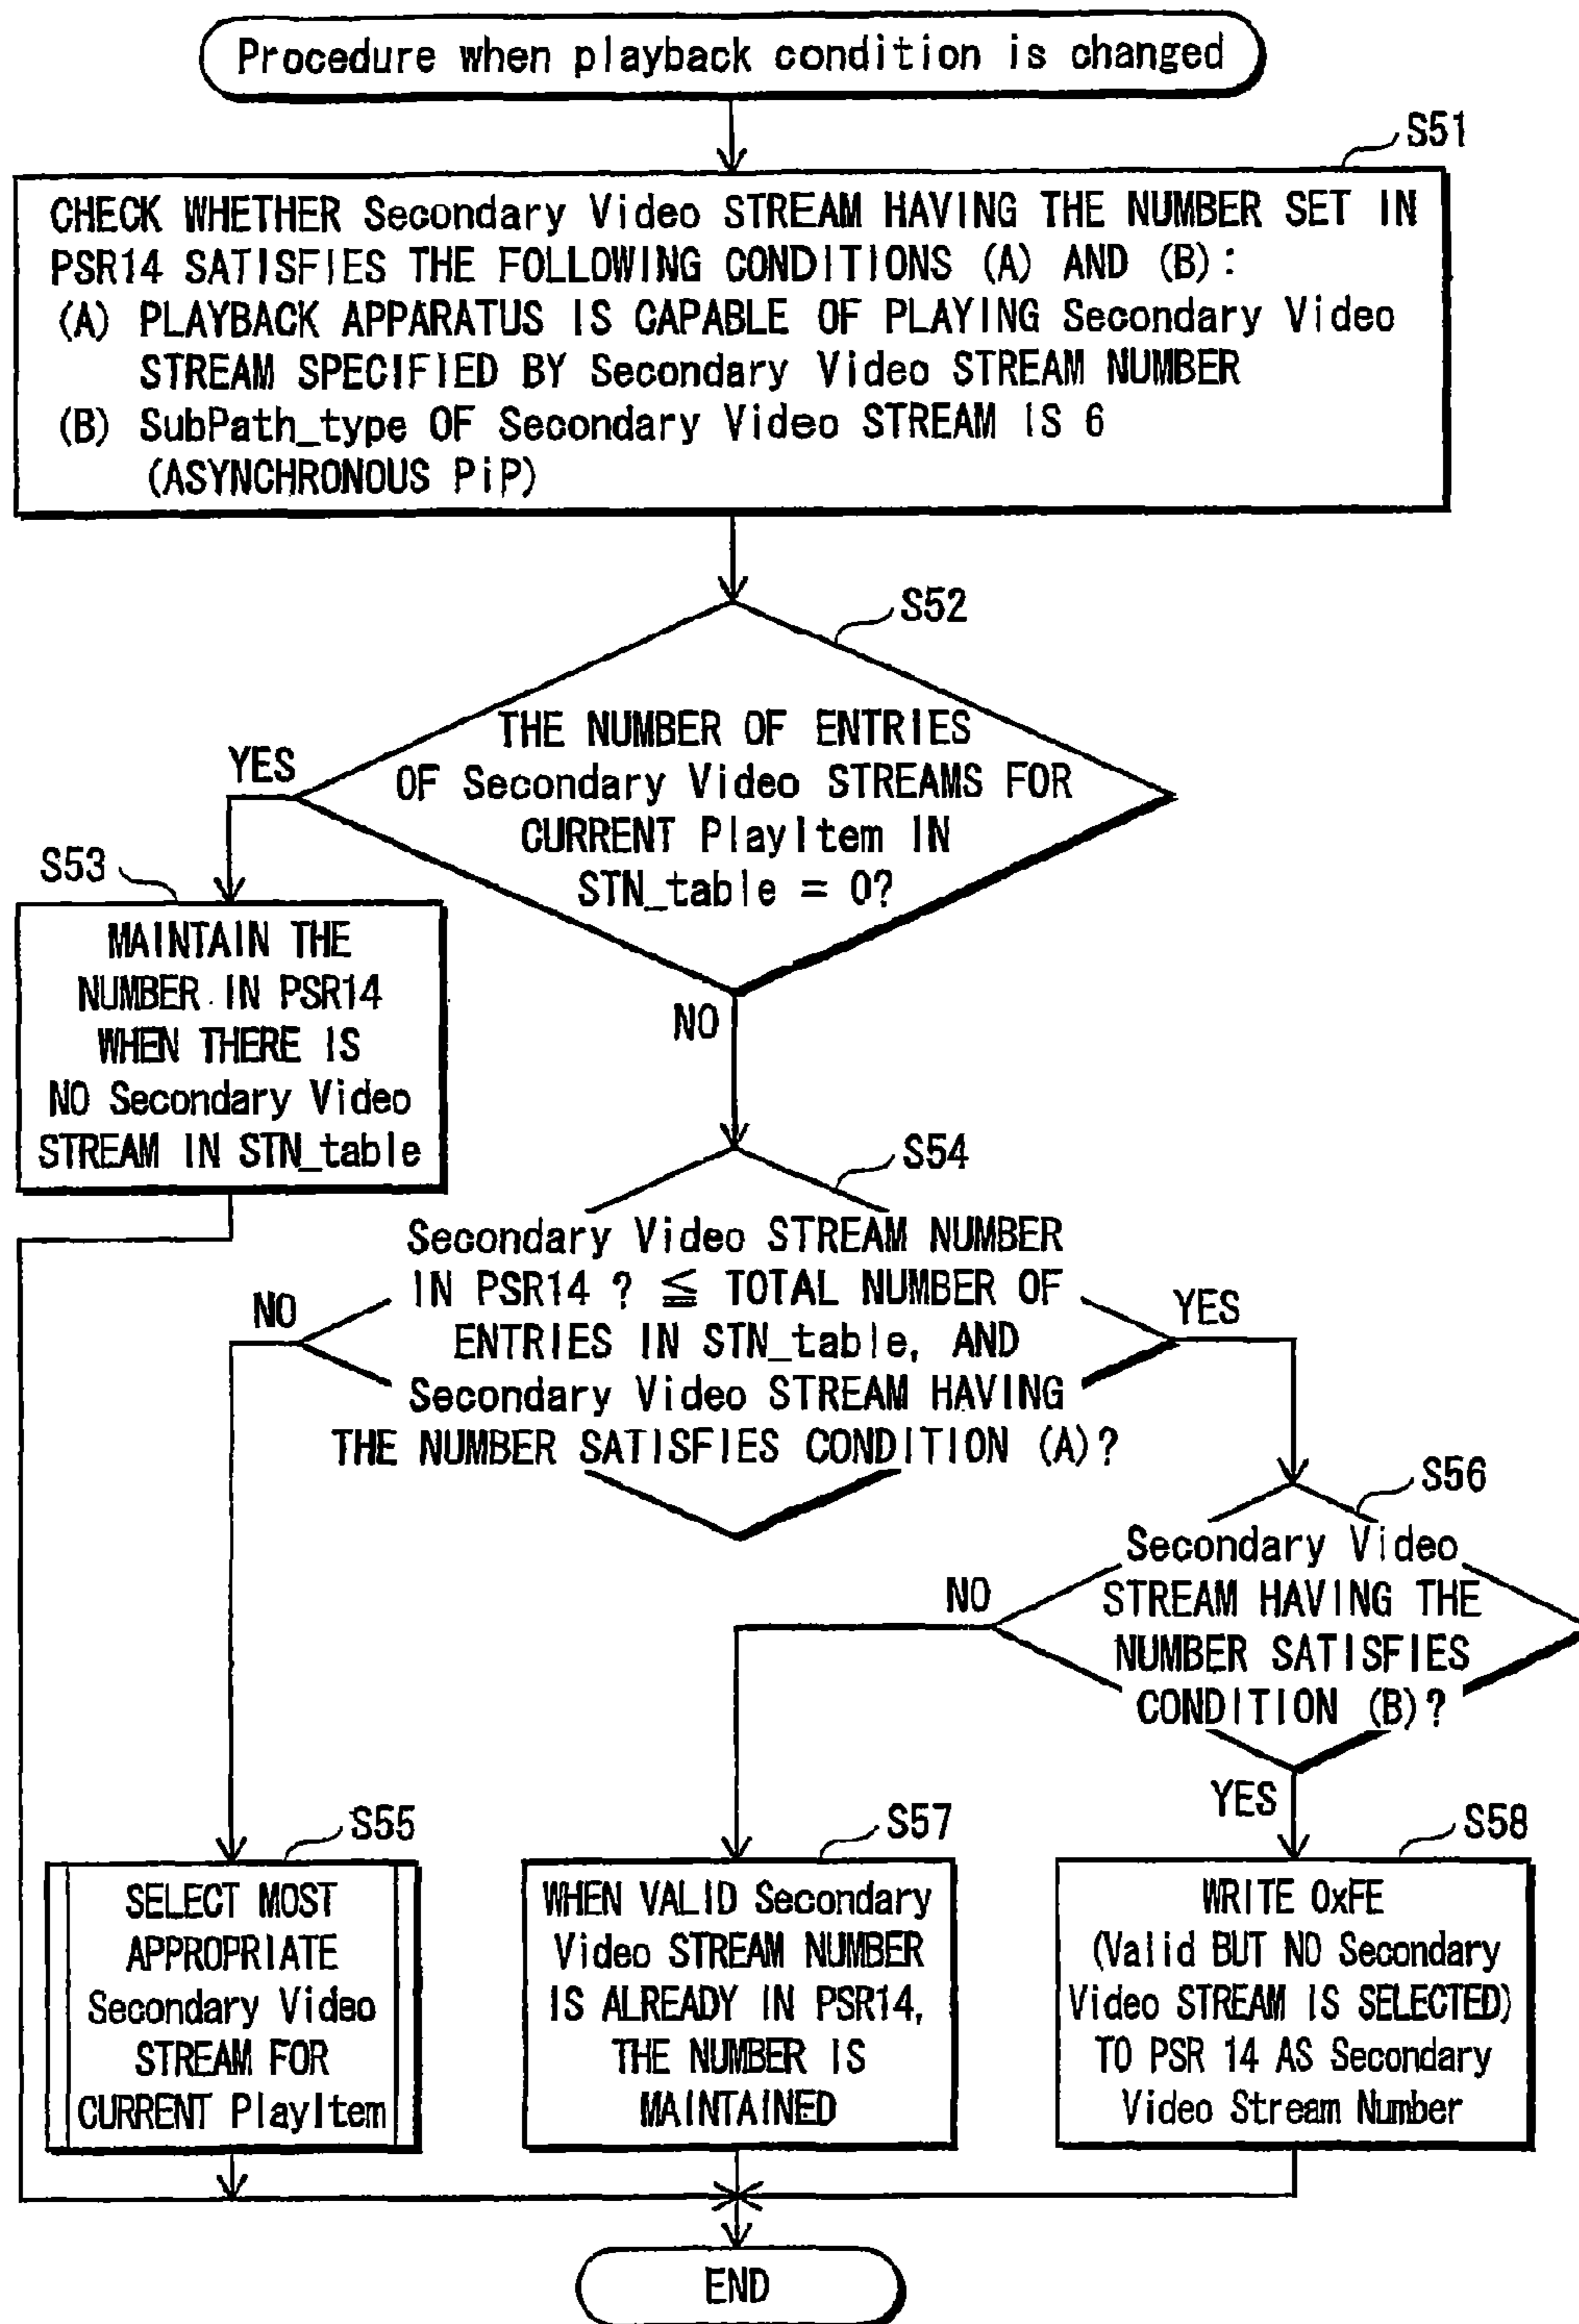 Procedure when playback condition is changed
S51
CHECK WHETHER Secondary Video STREAM HAVING THE NUMBER SET IN
PSR14 SATISFIES THE FOLLOWING CONDITIONS (A) AND (B):
(A) PLAYBACK APPARATUS IS CAPABLE OF PLAYING Secondary Video
STREAM SPECIFIED BY Secondary Video STREAM NUMBER
(B) SubPath_type OF Secondary Video STREAM IS 6
(ASYNCHRONOUS PiP)
S52
THE NUMBER OF ENTRIES
OF Secondary Video STREAMS FOR
CURRENT PlayItem IN
STN_table = 0?
YES
NO
S53
MAINTAIN THE
NUMBER IN PSR14
WHEN THERE IS
NO Secondary Video
STREAM IN STN_table
S54
Secondary Video STREAM NUMBER
IN PSR14 ? ≦ TOTAL NUMBER OF
ENTRIES IN STN_table, AND
Secondary Video STREAM HAVING
THE NUMBER SATISFIES CONDITION (A)?
NO
YES
S56
Secondary Video
STREAM HAVING THE
NUMBER SATISFIES
CONDITION (B)?
NO
YES
S55
SELECT MOST
APPROPRIATE
Secondary Video
STREAM FOR
CURRENT PlayItem
S57
WHEN VALID Secondary
Video STREAM NUMBER
IS ALREADY IN PSR14,
THE NUMBER IS
MAINTAINED
S58
WRITE 0xFE
(Valid BUT NO Secondary
Video STREAM IS SELECTED)
TO PSR 14 AS Secondary
Video Stream Number
END